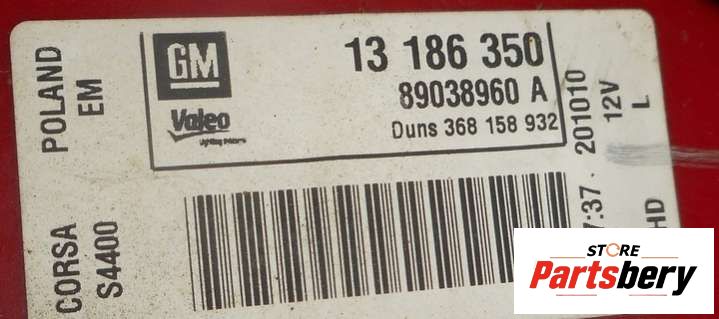 GM
13 186 350
89038960 A
Valeo
Duns 368 158 932
POLAND
EM
CORSA
S4400
7:37 201010
12V
L
HD
STORE
Partsbery